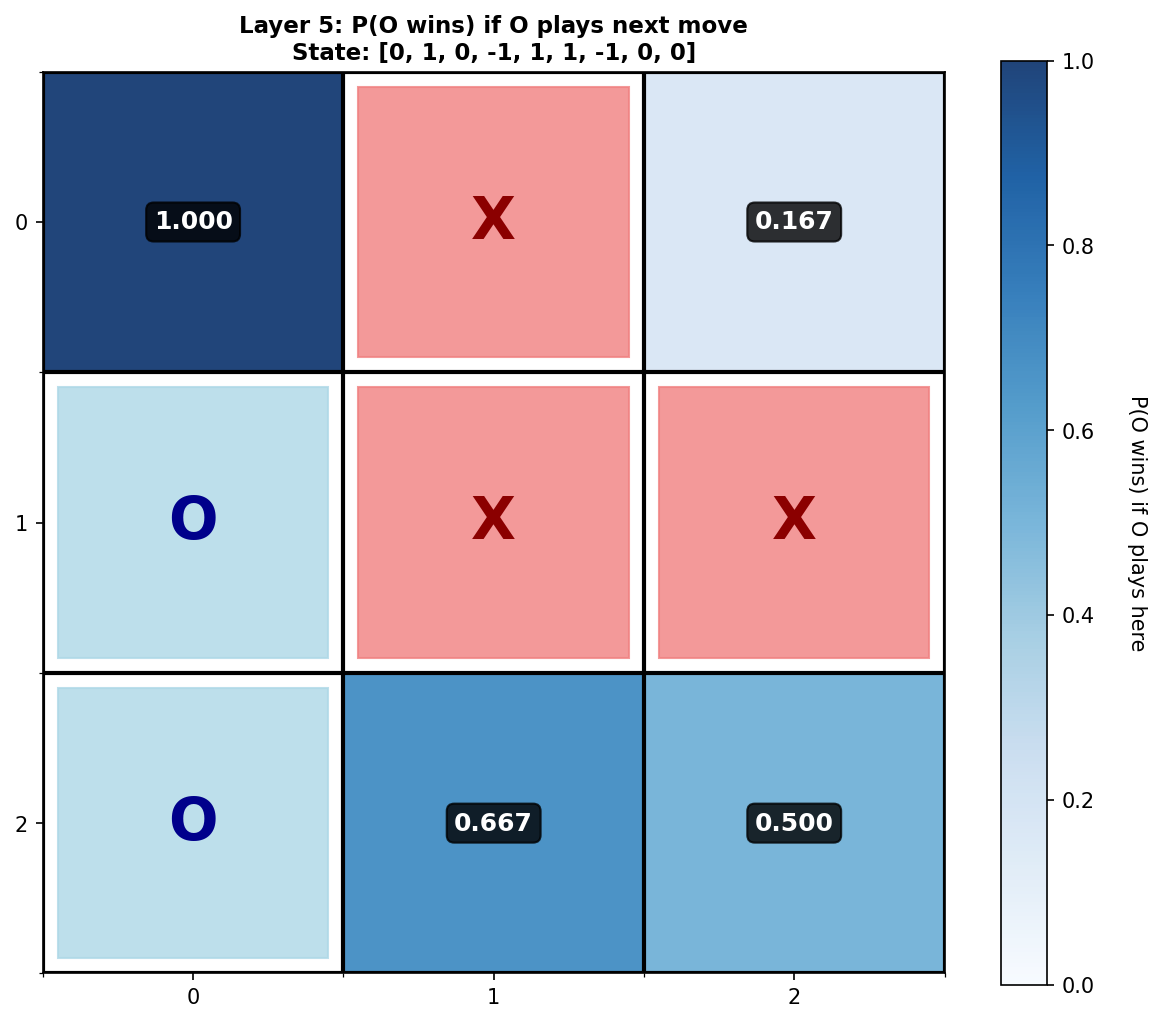 Layer 5: P(O wins) if O plays next move
State: [0, 1, 0, -1, 1, 1, -1, 0, 0]
1.000 X 0.167
0
O X X
1
O 0.667 0.500
2
0 1 2
1.0
0.8
0.6
0.4
0.2
0.0
P(O wins) if O plays here